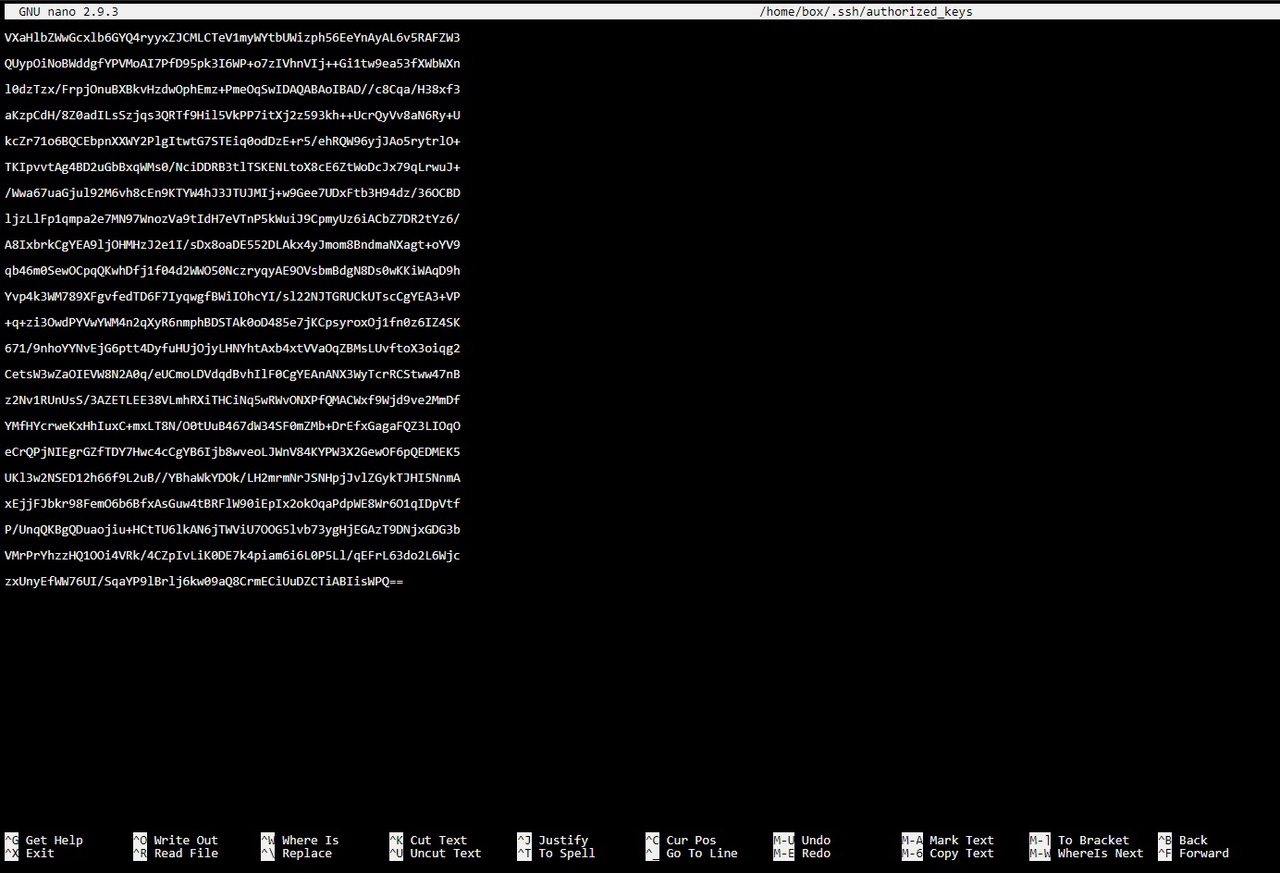 GNU nano 2.9.3 /home/box/.ssh/authorized_keys
VXaHlbZWwGcxlb6GYQ4ryyxZJCMLCTeV1myWYtbUWizph56EeYnAyAL6v5RAFZW3
QUypOiNoBWddgfYPVMoAI7PfD95pk3I6WP+o7zIVhnVIj++Gi1tw9ea53fXWbWXn
l0dzTzx/FrpjOnuBXBkvHzdwOphEmz+PmeOqSwIDAQABAoIBAD//c8Cqa/H38xf3
aKzpCdH/8Z0adILsSzjqs3QRTf9Hil5VkPP7itXj2z593kh++UcrQyVv8aN6Ry+U
kcZr71o6BQCEbpnXXWY2PlgItwtG7STEiq0odDzE+r5/ehRQW96yjJAo5rytrlO+
TKIpvvtAg4BD2uGbBxqWMs0/NciDDRB3tlTSKENLtoX8cE6ZtWoDcJx79qLrwuJ+
/Wwa67uaGjul92M6vh8cEn9KTYW4hJ3JTUJMIj+w9Gee7UDxFtb3H94dz/36OCBD
ljzLlFp1qmpa2e7MN97WnozVa9tIdH7eVTnP5kWuiJ9CpmyUz6iACbZ7DR2tYz6/
A8IxbrkCgYEA9ljOHMHzJ2e1I/sDx8oaDE552DLAkx4yJmom8BndmaNXagt+oYV9
qb46m0SewOCpqQKwhDfj1f04d2WWO50NczryqyAE9OVsbmBdgN8Ds0wKKiWAqD9h
Yvp4k3WM789XFgvfedTD6F7IyqwgfBWiIOhcYI/sl22NJTGRUCkUTscCgYEA3+VP
+q+zi3OwdPYVwYWM4n2qXyR6nmphBDSTAk0oD485e7jKCpsyroxOj1fn0z6IZ4SK
671/9nhoYYNvEjG6ptt4DyfuHUjOjyLHNYhtAxb4xtVVaOqZBMsLUvftoX3oiqg2
CetsW3wZaOIEVW8N2A0q/eUCmoLDVdqdBvhIlF0CgYEAnANX3WyTcrRCStww47nB
z2Nv1RUnUsS/3AZETLEE38VLmhRXiTHCiNq5wRWvONXPfQMACWxf9Wjd9ve2MmDf
YMfHYcrweKxHhIuxC+mxLT8N/O0tUuB467dW34SF0mZMb+DrEfxGagaFQZ3LIOqO
eCrQPjNIEgrGZfTDY7Hwc4cCgYB6Ijb8wveoLJWnV84KYPW3X2GewOF6pQEDMEK5
UKl3w2NSED12h66f9L2uB//YBhaWkYDOk/LH2mrmNrJSNHpjJvlZGykTJHI5NnmA
xEjjFJbkr98FemO6b6BfxAsGuw4tBRFlW90iEpIx2okOqaPdpWE8Wr6O1qIDpVtf
P/UnqQKBgQDuaojiu+HCtTU6lkAN6jTWViU7OOG5lvb73ygHjEGAzT9DNjxGDG3b
VMrPrYhzzHQ1OOi4VRk/4CZpIvLiK0DE7k4piam6i6L0P5Ll/qEFrL63do2L6Wjc
zxUnyEfWW76UI/SqaYP9lBrlj6kw09aQ8CrmECiUuDZCTiABIisWPQ==
^G Get Help ^O Write Out ^W Where Is ^K Cut Text ^J Justify ^C Cur Pos M-U Undo M-A Mark Text M-] To Bracket ^B Back
^X Exit ^R Read File ^\ Replace ^U Uncut Text ^T To Spell ^_ Go To Line M-E Redo M-6 Copy Text M-W WhereIs Next ^F Forward